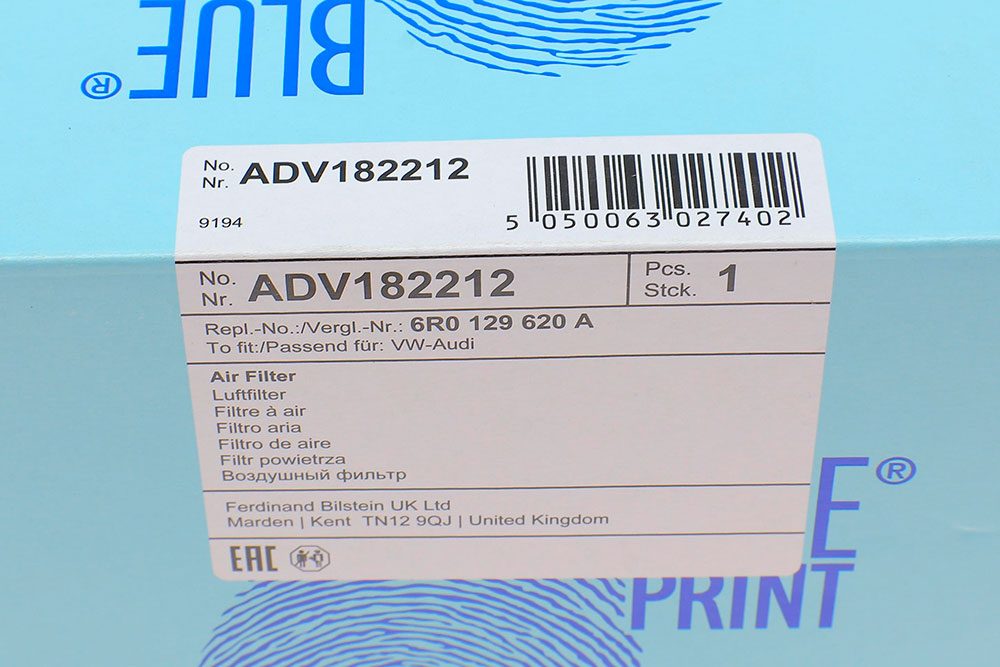 BLUE®
No.
Nr. ADV182212
9194
5 050063 027402
No.
Nr. ADV182212
Pcs.
Stck. 1
Repl.-No.:/Vergl.-Nr.: 6R0 129 620 A
To fit:/Passend für: VW-Audi
Air Filter
Luftfilter
Filtre à air
Filtro aria
Filtro de aire
Filtr powietrza
Воздушный фильтр
Ferdinand Bilstein UK Ltd
Marden | Kent TN12 9QJ | United Kingdom
EAC
E®
PRINT